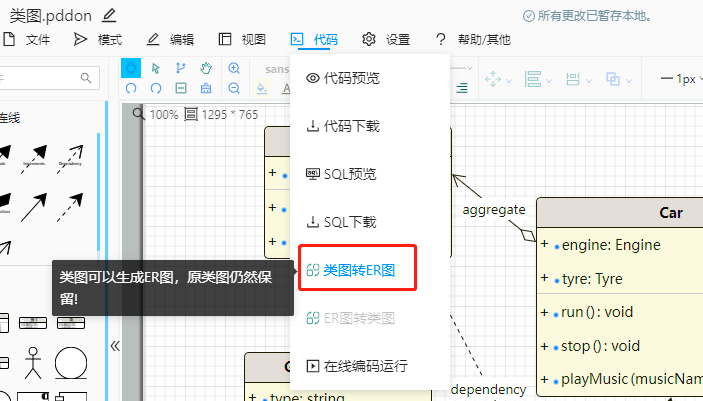 类图.pddon
所有更改已暂存本地。
文件
模式
编辑
视图
代码
设置
帮助/其他
sans
1px
100%
1295 * 765
连线
Implements
Dependency
代码预览
代码下载
SQL预览
SQL下载
类图转ER图
ER图转类图
在线编码运行
类图可以生成ER图，原类图仍然保
留!
aggregate
Car
+ engine: Engine
+ tyre: Tyre
+ run(): void
+ stop(): void
+ playMusic(musicNam
dependency
G
+ type: string